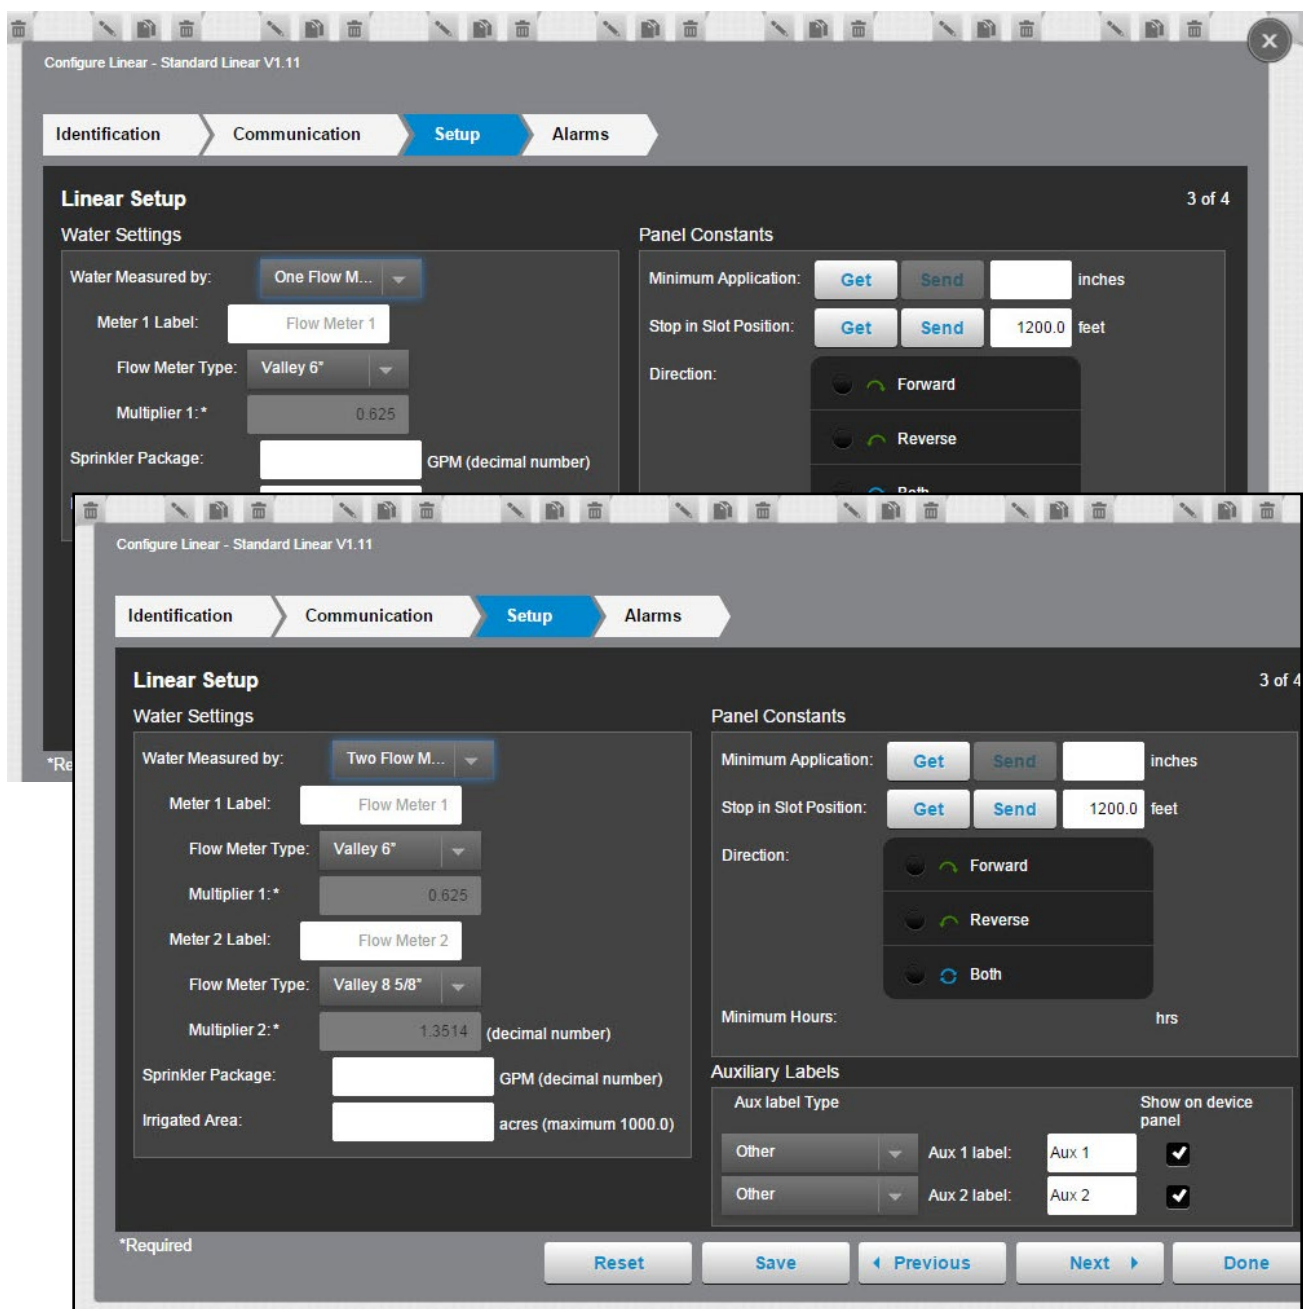 Configure Linear - Standard Linear V1.11
Identification Communication Setup Alarms
Linear Setup 3 of 4
Water Settings Panel Constants
Water Measured by: One Flow M... Minimum Application: Get Send inches
Meter 1 Label: Flow Meter 1 Stop in Slot Position: Get Send 1200.0 feet
Flow Meter Type: Valley 6" Direction: Forward
Multiplier 1:* 0.625 Reverse
Sprinkler Package: GPM (decimal number)
Both
*Re
Configure Linear - Standard Linear V1.11
Identification Communication Setup Alarms
Linear Setup 3 of 4
Water Settings Panel Constants
Water Measured by: Two Flow M... Minimum Application: Get Send inches
Meter 1 Label: Flow Meter 1 Stop in Slot Position: Get Send 1200.0 feet
Flow Meter Type: Valley 6" Direction: Forward
Multiplier 1:* 0.625
Meter 2 Label: Flow Meter 2 Reverse
Flow Meter Type: Valley 8 5/8" Both
Multiplier 2:* 1.3514 (decimal number) Minimum Hours: hrs
Sprinkler Package: GPM (decimal number) Auxiliary Labels
Irrigated Area: acres (maximum 1000.0) Aux label Type Show on device
panel
Other Aux 1 label: Aux 1
Other Aux 2 label: Aux 2
*Required
Reset Save Previous Next Done